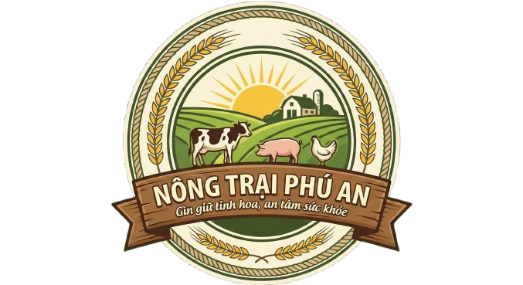 NÔNG TRẠI PHÚ AN
Gìn giữ tinh hoa, an tâm sức khỏe